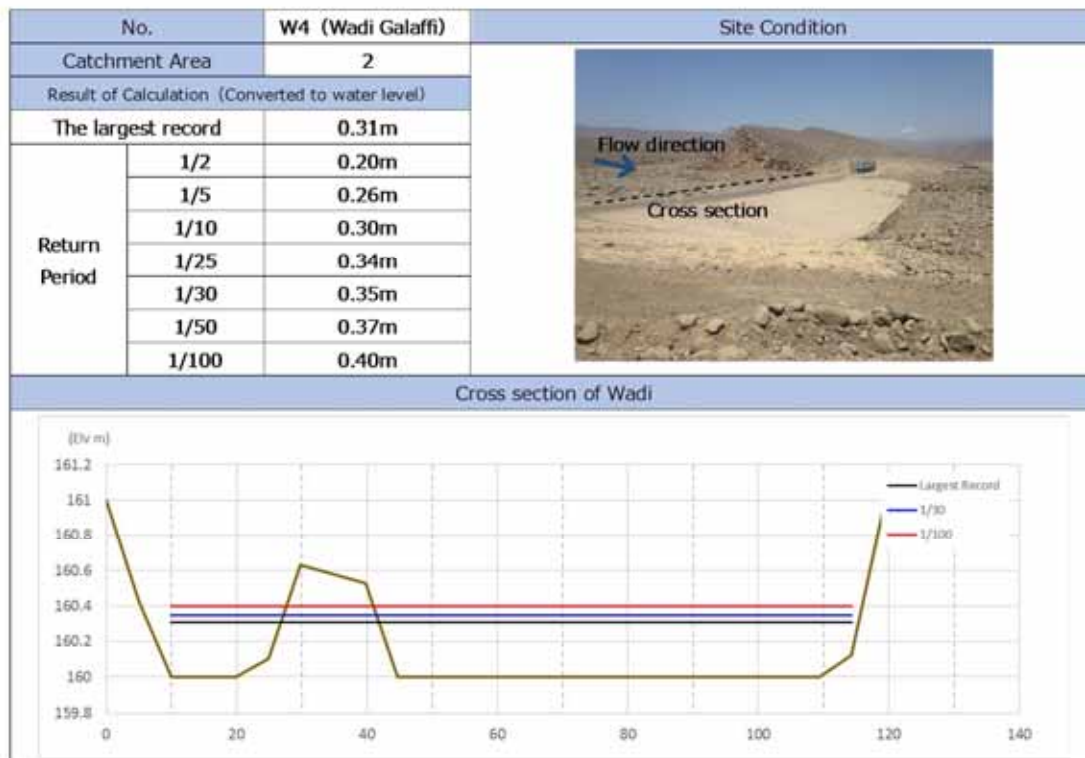 No. W4 (Wadi Galaffi) Site Condition
Catchment Area 2
Result of Calculation (Converted to water level)
The largest record 0.31m
Return Period
1/2 0.20m
1/5 0.26m
1/10 0.30m
1/25 0.34m
1/30 0.35m
1/50 0.37m
1/100 0.40m
Flow direction
Cross section
Cross section of Wadi
(Elv m)
161.2
161
160.8
160.6
160.4
160.2
160
159.8
0 20 40 60 80 100 120 140
Largest Record
1/30
1/100